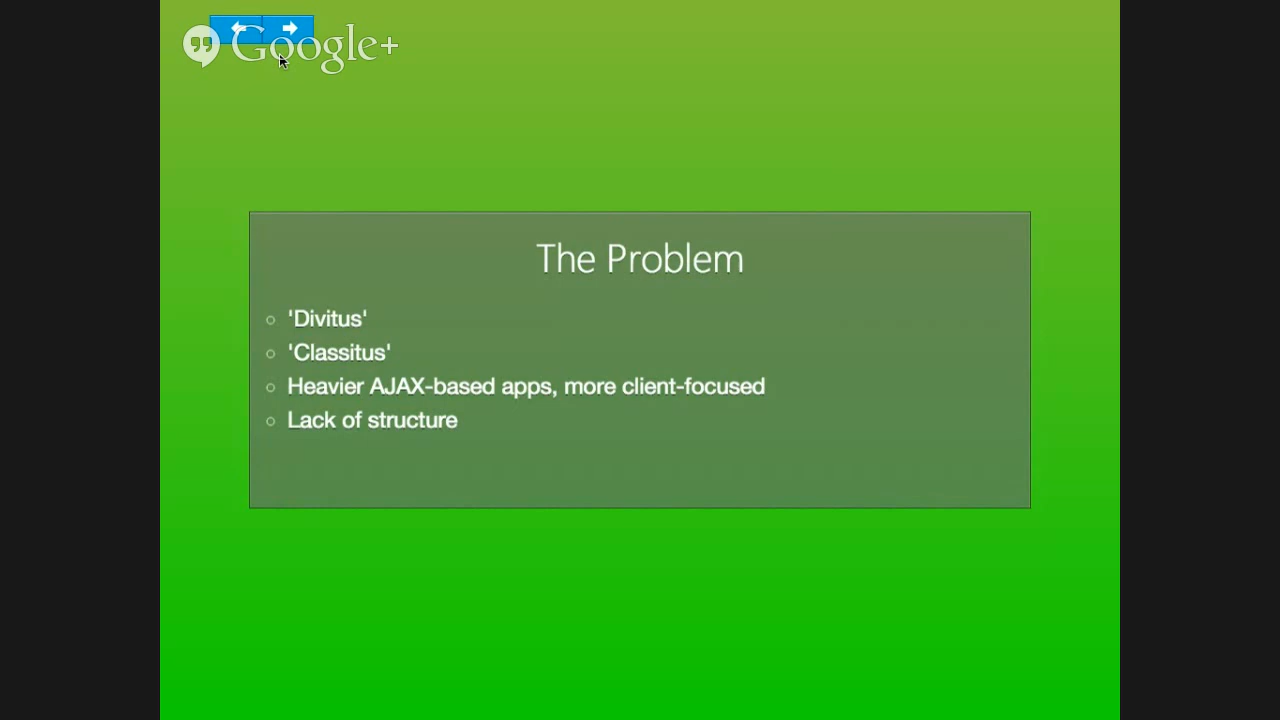 Google+
The Problem
'Divitus'
'Classitus'
Heavier AJAX-based apps, more client-focused
Lack of structure